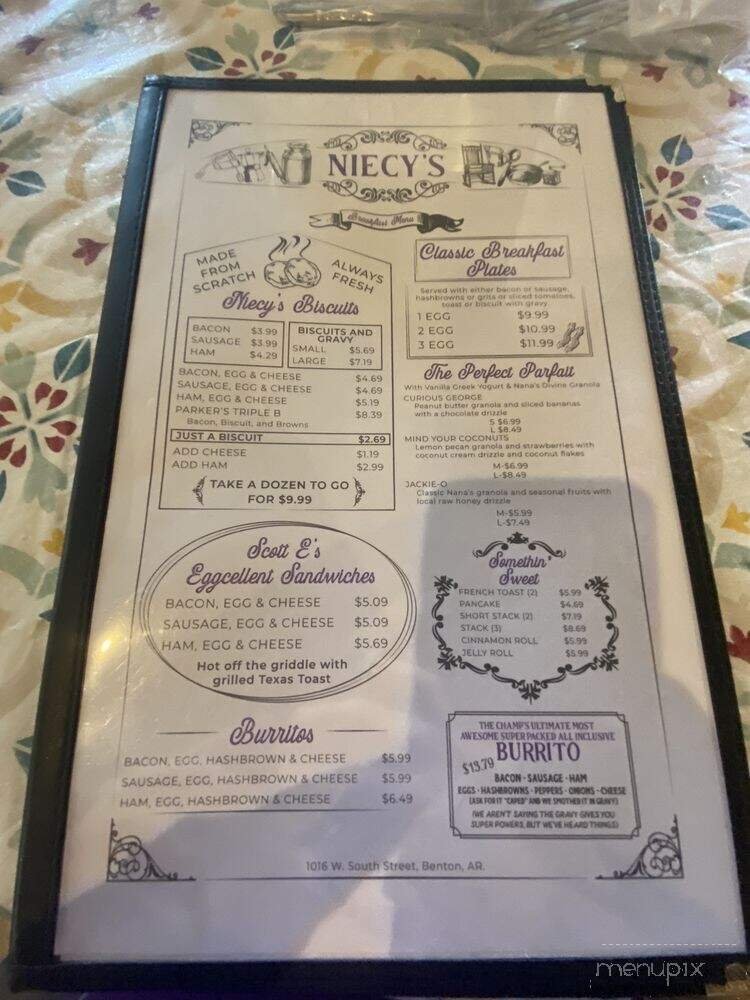 NIECY'S
Breakfast Menu
MADE
FROM
SCRATCH
ALWAYS
FRESH
Niecy's Biscuits
BACON $3.99
SAUSAGE $3.99
HAM $4.29
BISCUITS AND
GRAVY
SMALL $5.69
LARGE $7.19
BACON, EGG & CHEESE $4.69
SAUSAGE, EGG & CHEESE $4.69
HAM, EGG & CHEESE $5.19
PARKER'S TRIPLE B $8.39
Bacon, Biscuit, and Browns
JUST A BISCUIT $2.69
ADD CHEESE $1.19
ADD HAM $2.99
TAKE A DOZEN TO GO
FOR $9.99
Scott E's
Eggcellent Sandwiches
BACON, EGG & CHEESE $5.09
SAUSAGE, EGG & CHEESE $5.09
HAM, EGG & CHEESE $5.69
Hot off the griddle with
grilled Texas Toast
Burritos
BACON, EGG, HASHBROWN & CHEESE $5.99
SAUSAGE, EGG, HASHBROWN & CHEESE $5.99
HAM, EGG, HASHBROWN & CHEESE $6.49
Classic Breakfast
Plates
Served with either bacon or sausage,
hashbrowns or grits or sliced tomatoes,
toast or biscuit with gravy.
1 EGG $9.99
2 EGG $10.99
3 EGG $11.99
The Perfect Parfait
With Vanilla Greek Yogurt & Nana's Divine Granola
CURIOUS GEORGE
Peanut butter granola and sliced bananas
with a chocolate drizzle
S $6.99
L $8.49
MIND YOUR COCONUTS
Lemon pecan granola and strawberries with
coconut cream drizzle and coconut flakes
M-$6.99
L-$8.49
JACKIE-O
Classic Nana's granola and seasonal fruits with
local raw honey drizzle
M-$5.99
L-$7.49
Somethin'
Sweet
FRENCH TOAST (2) $5.99
PANCAKE $4.69
SHORT STACK (2) $7.19
STACK (3) $8.69
CINNAMON ROLL $5.99
JELLY ROLL $5.99
THE CHAMP'S ULTIMATE MOST
AWESOME SUPER PACKED ALL INCLUSIVE
BURRITO
$13.79
BACON - SAUSAGE - HAM
EGGS - HASHBROWNS - PEPPERS - ONIONS - CHEESE
(ASK FOR IT "CAPED" AND WE SMOTHER IT IN GRAVY)
(WE AREN'T SAYING THE GRAVY GIVES YOU
SUPER POWERS, BUT WE'VE HEARD THINGS)
1016 W. South Street, Benton, AR.
menupix